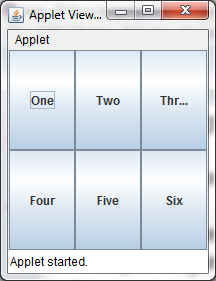 Applet View...
Applet
One Two Thr...
Four Five Six
Applet started.